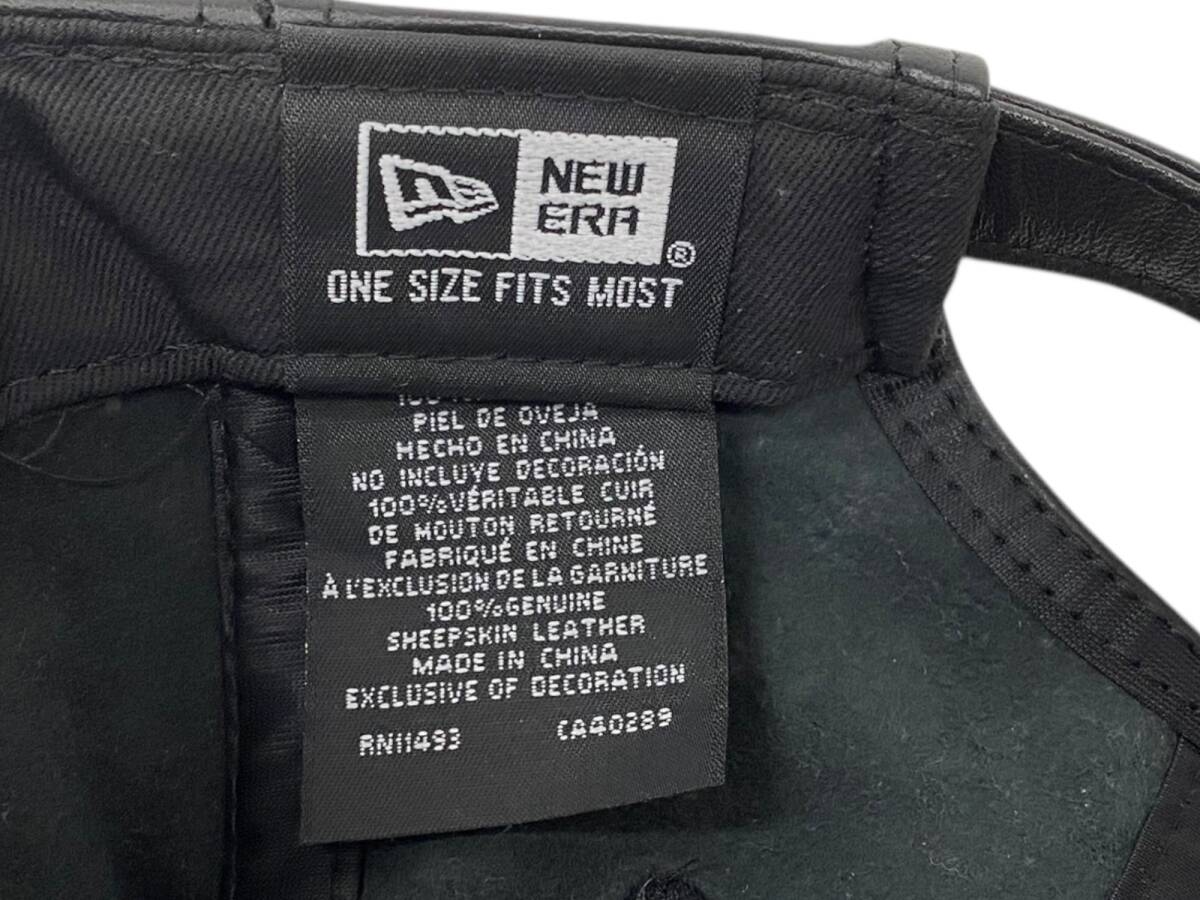 NEW
ERA
®
ONE SIZE FITS MOST
PIEL DE OVEJA
HECHO EN CHINA
NO INCLUYE DECORACIÓN
100%VÉRITABLE CUIR
DE MOUTON RETOURNÉ
FABRIQUÉ EN CHINE
À L'EXCLUSION DE LA GARNITURE
100%GENUINE
SHEEPSKIN LEATHER
MADE IN CHINA
EXCLUSIVE OF DECORATION
RN11493 CA40289